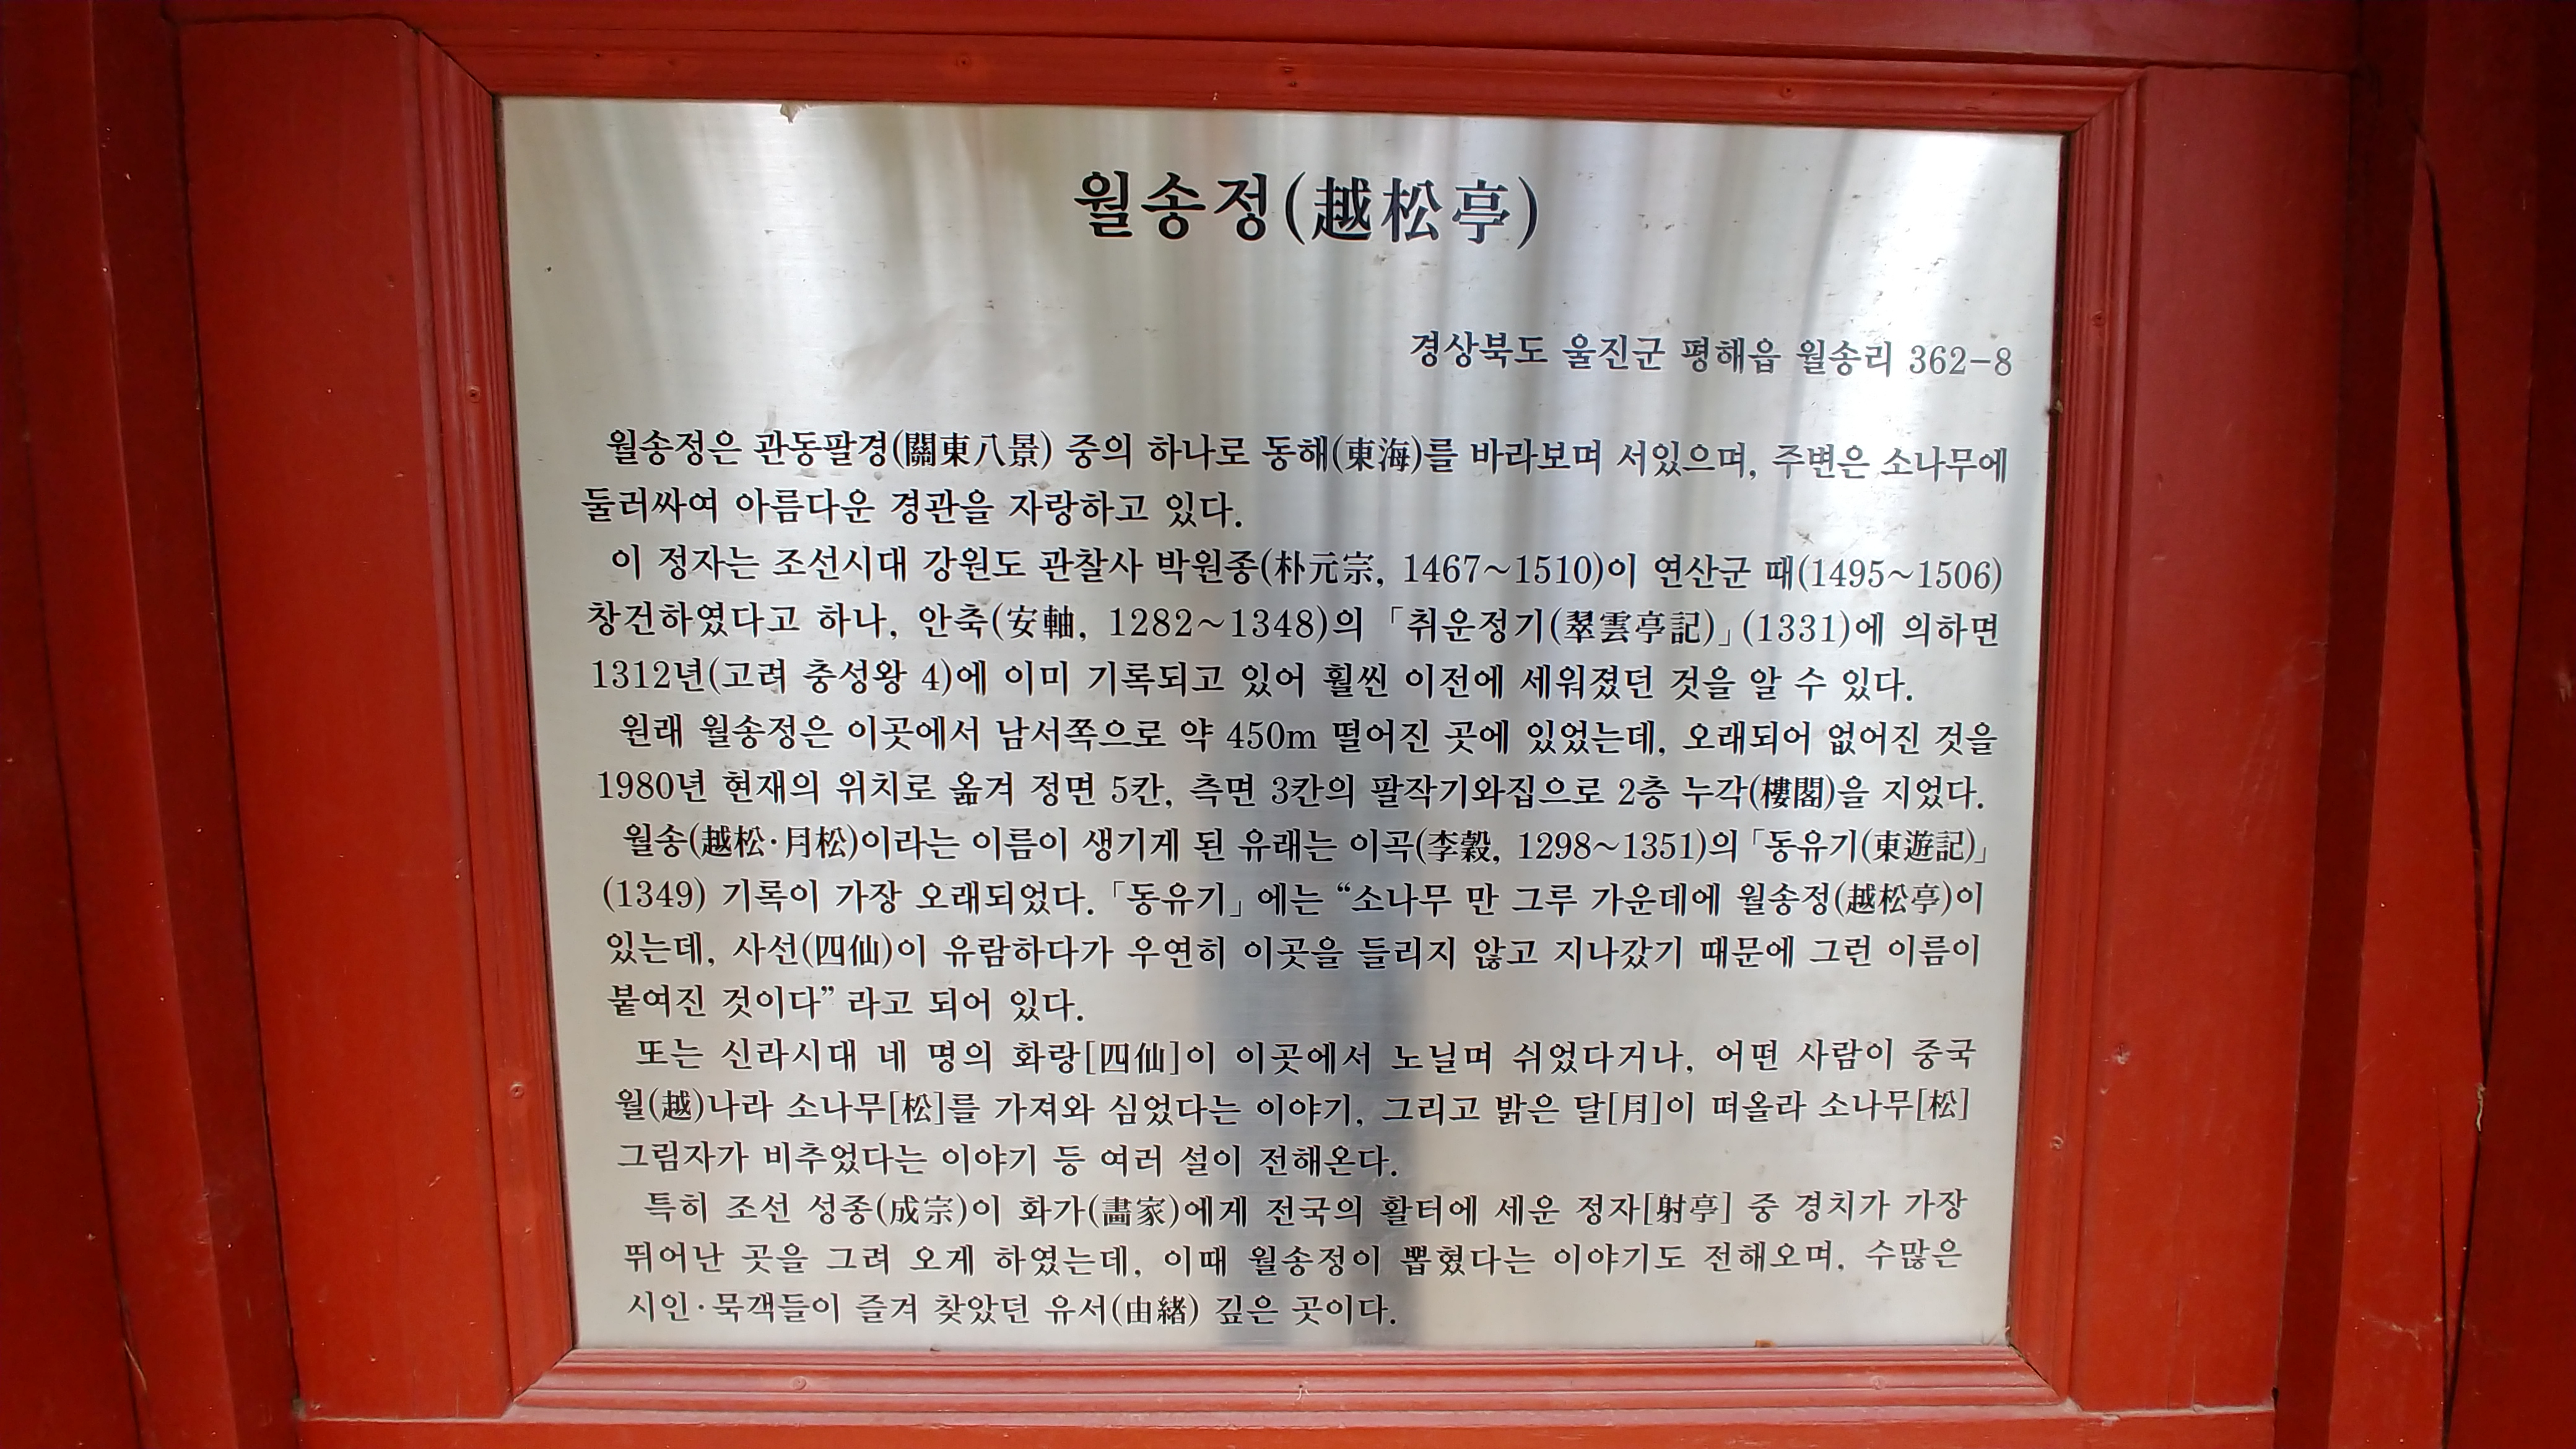 월송정(越松亭)
경상북도 울진군 평해읍 월송리 362-8
월송정은 관동팔경(關東八景) 중의 하나로 동해(東海)를 바라보며 서있으며, 주변은 소나무에
둘러싸여 아름다운 경관을 자랑하고 있다.
이 정자는 조선시대 강원도 관찰사 박원종(朴元宗, 1467~1510)이 연산군 때(1495~1506)
창건하였다고 하나, 안축(安軸, 1282~1348)의 「취운정기(翠雲亭記)」(1331)에 의하면
1312년(고려 충성왕 4)에 이미 기록되고 있어 훨씬 이전에 세워졌던 것을 알 수 있다.
원래 월송정은 이곳에서 남서쪽으로 약 450m 떨어진 곳에 있었는데, 오래되어 없어진 것을
1980년 현재의 위치로 옮겨 정면 5칸, 측면 3칸의 팔작기와집으로 2층 누각(樓閣)을 지었다.
월송(越松·月松)이라는 이름이 생기게 된 유래는 이곡(李穀, 1298~1351)의 「동유기(東遊記)」
(1349) 기록이 가장 오래되었다. 「동유기」에는 “소나무 만 그루 가운데에 월송정(越松亭)이
있는데, 사선(四仙)이 유람하다가 우연히 이곳을 들리지 않고 지나갔기 때문에 그런 이름이
붙여진 것이다” 라고 되어 있다.
또는 신라시대 네 명의 화랑[四仙]이 이곳에서 노닐며 쉬었다거나, 어떤 사람이 중국
월(越)나라 소나무[松]를 가져와 심었다는 이야기, 그리고 밝은 달[月]이 떠올라 소나무[松]
그림자가 비추었다는 이야기 등 여러 설이 전해온다.
특히 조선 성종(成宗)이 화가(畵家)에게 전국의 활터에 세운 정자[射亭] 중 경치가 가장
뛰어난 곳을 그려 오게 하였는데, 이때 월송정이 뽑혔다는 이야기도 전해오며, 수많은
시인·묵객들이 즐겨 찾았던 유서(由緖) 깊은 곳이다.